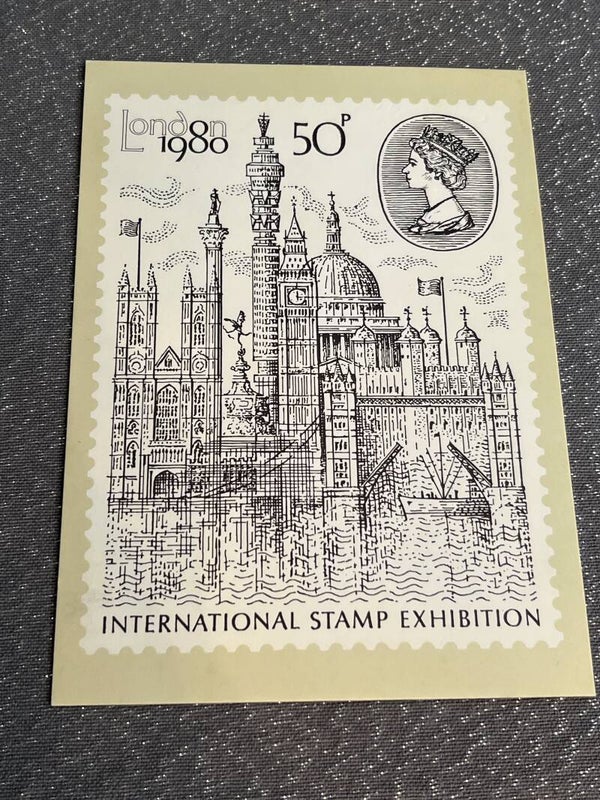 London
1980
50P
INTERNATIONAL STAMP EXHIBITION